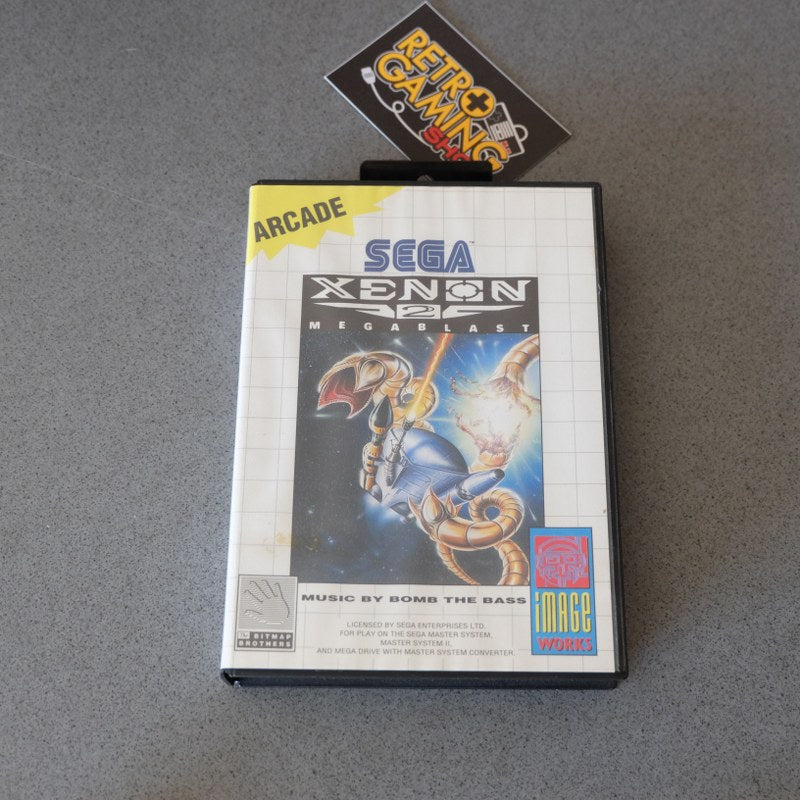 RETRO
GAMING
SHOP
ARCADE
SEGA™
XENON
2
MEGABLAST
MUSIC BY BOMB THE BASS
THE BITMAP
BROTHERS
LICENSED BY SEGA ENTERPRISES LTD.
FOR PLAY ON THE SEGA MASTER SYSTEM,
MASTER SYSTEM II,
AND MEGA DRIVE WITH MASTER SYSTEM CONVERTER.
iMAGE
WORKS